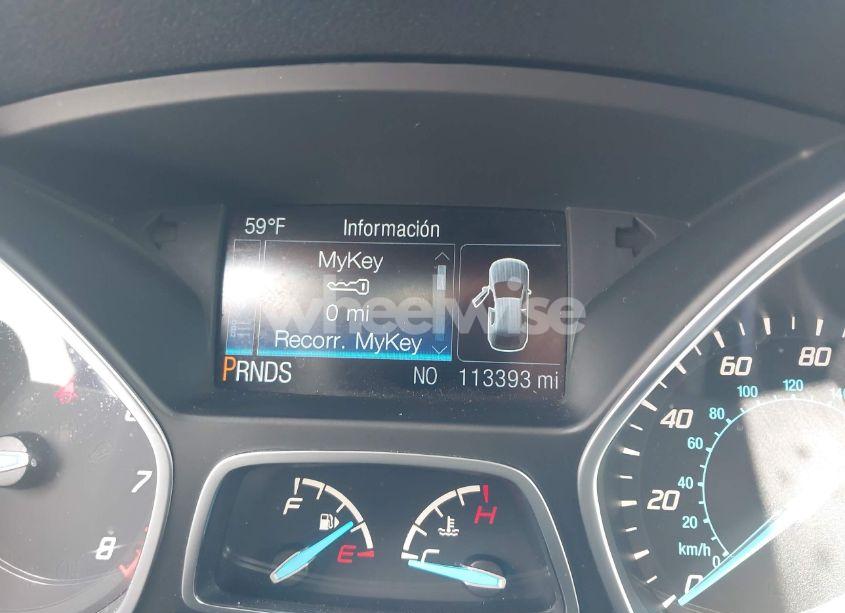 59°F Información
MyKey
0 mi
Recorr. MyKey
PRNDS NO 113393 mi
wheelwise
7
8
F
E
H
C
0
20
40
60
80
0
20
40
60
80
100
120
km/h